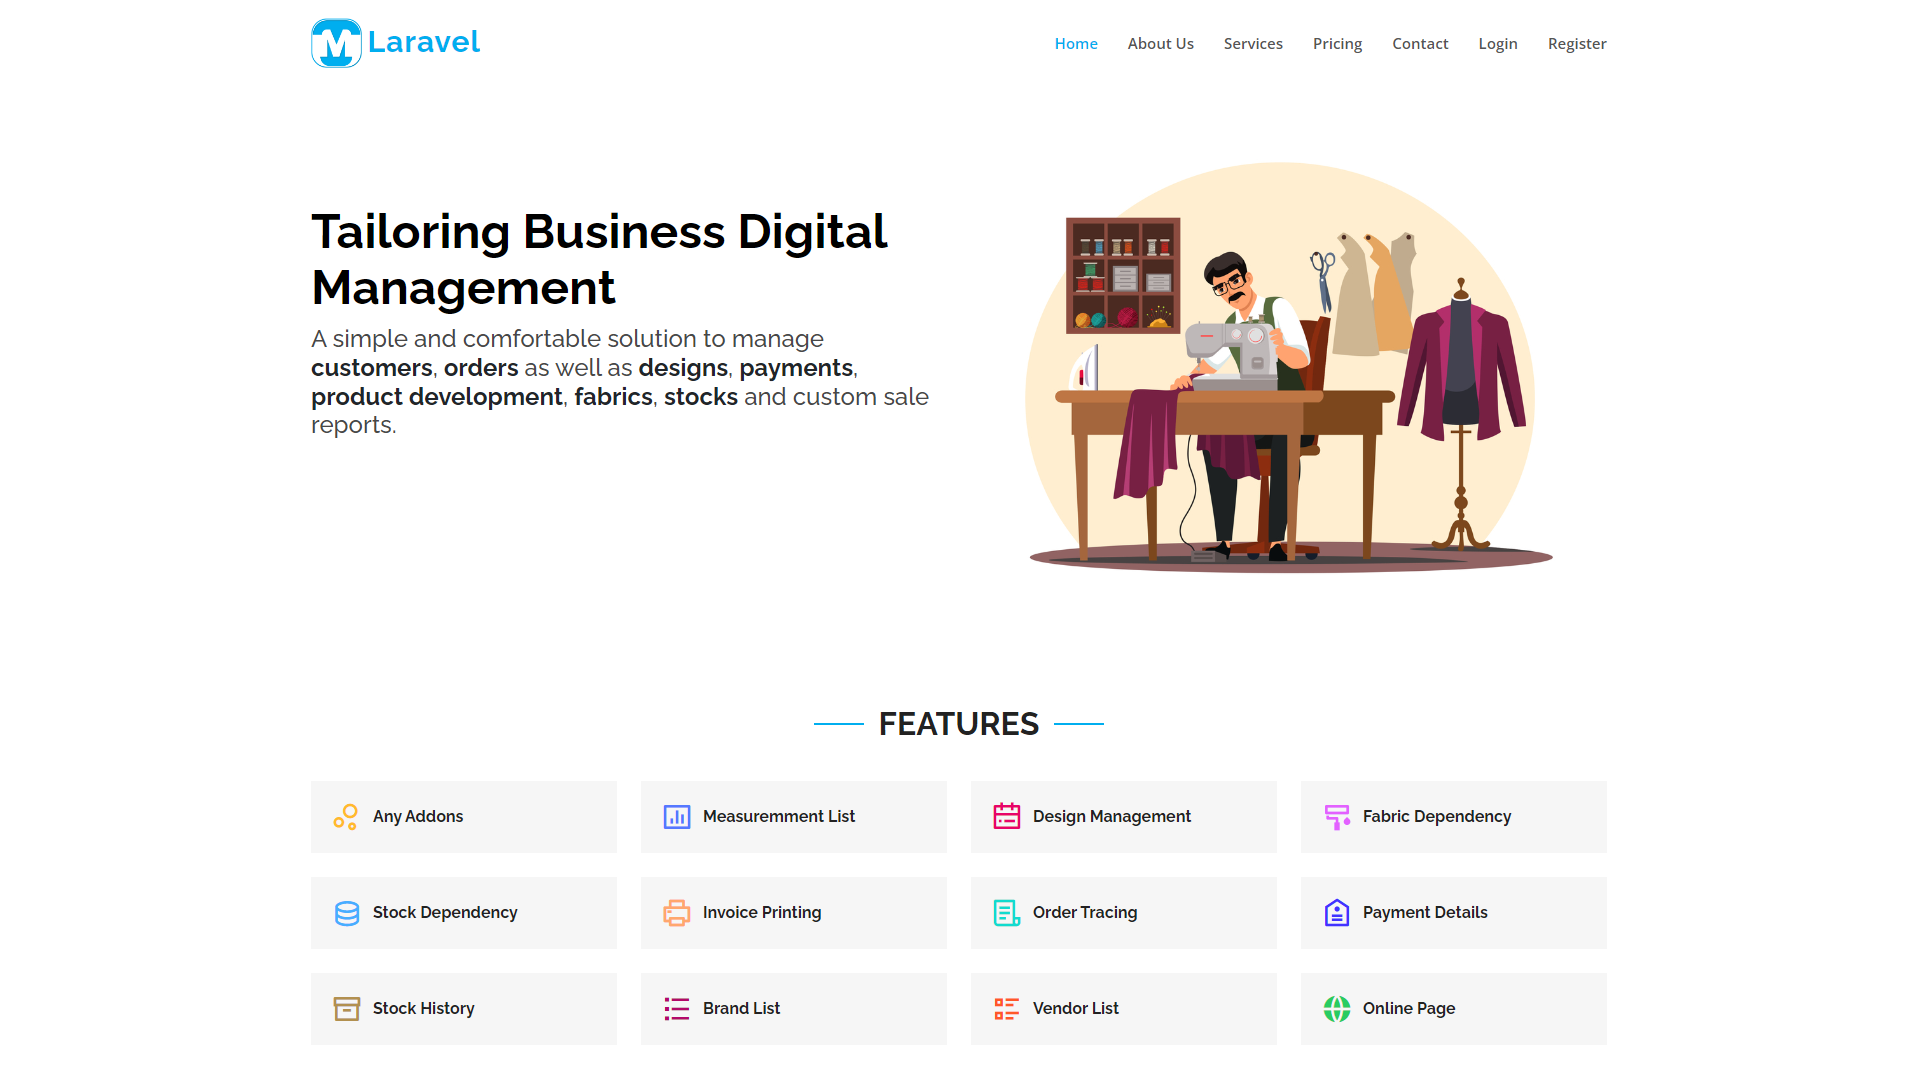 M Laravel
Home About Us Services Pricing Contact Login Register
Tailoring Business Digital
Management
A simple and comfortable solution to manage
customers, orders as well as designs, payments,
product development, fabrics, stocks and custom sale
reports.
FEATURES
Any Addons
Measuremment List
Design Management
Fabric Dependency
Stock Dependency
Invoice Printing
Order Tracing
Payment Details
Stock History
Brand List
Vendor List
Online Page